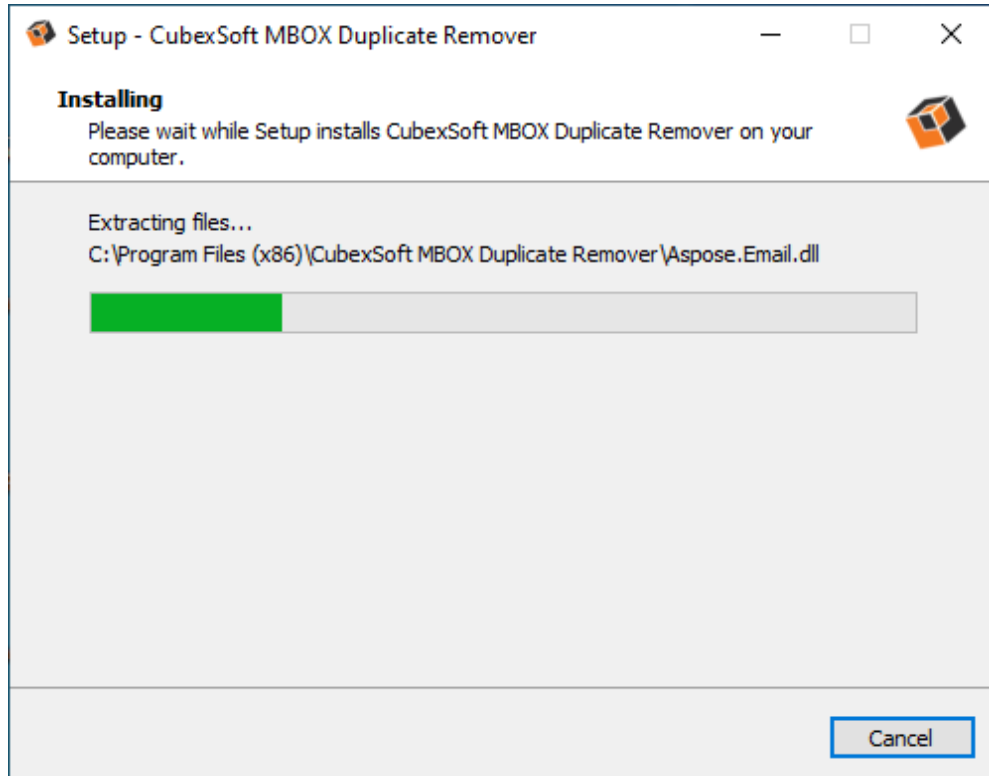 Setup - CubexSoft MBOX Duplicate Remover
Installing
Please wait while Setup installs CubexSoft MBOX Duplicate Remover on your
computer.
Extracting files...
C:\Program Files (x86)\CubexSoft MBOX Duplicate Remover\Aspose.Email.dll
Cancel